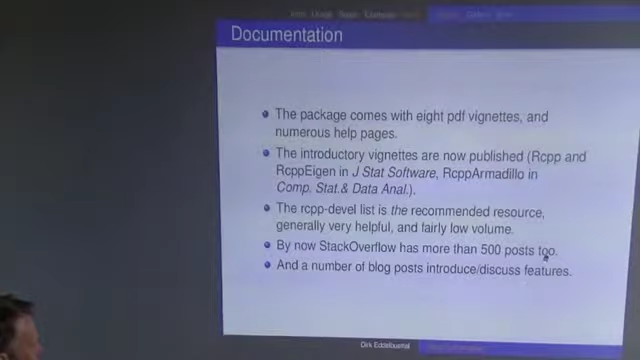 Documentation
The package comes with eight pdf vignettes, and
numerous help pages.
The introductory vignettes are now published (Rcpp and
RcppEigen in J Stat Software, RcppArmadillo in
Comp. Stat.& Data Anal.).
The rcpp-devel list is the recommended resource,
generally very helpful, and fairly low volume.
By now StackOverflow has more than 500 posts too.
And a number of blog posts introduce/discuss features.
Dirk Eddelbuettel